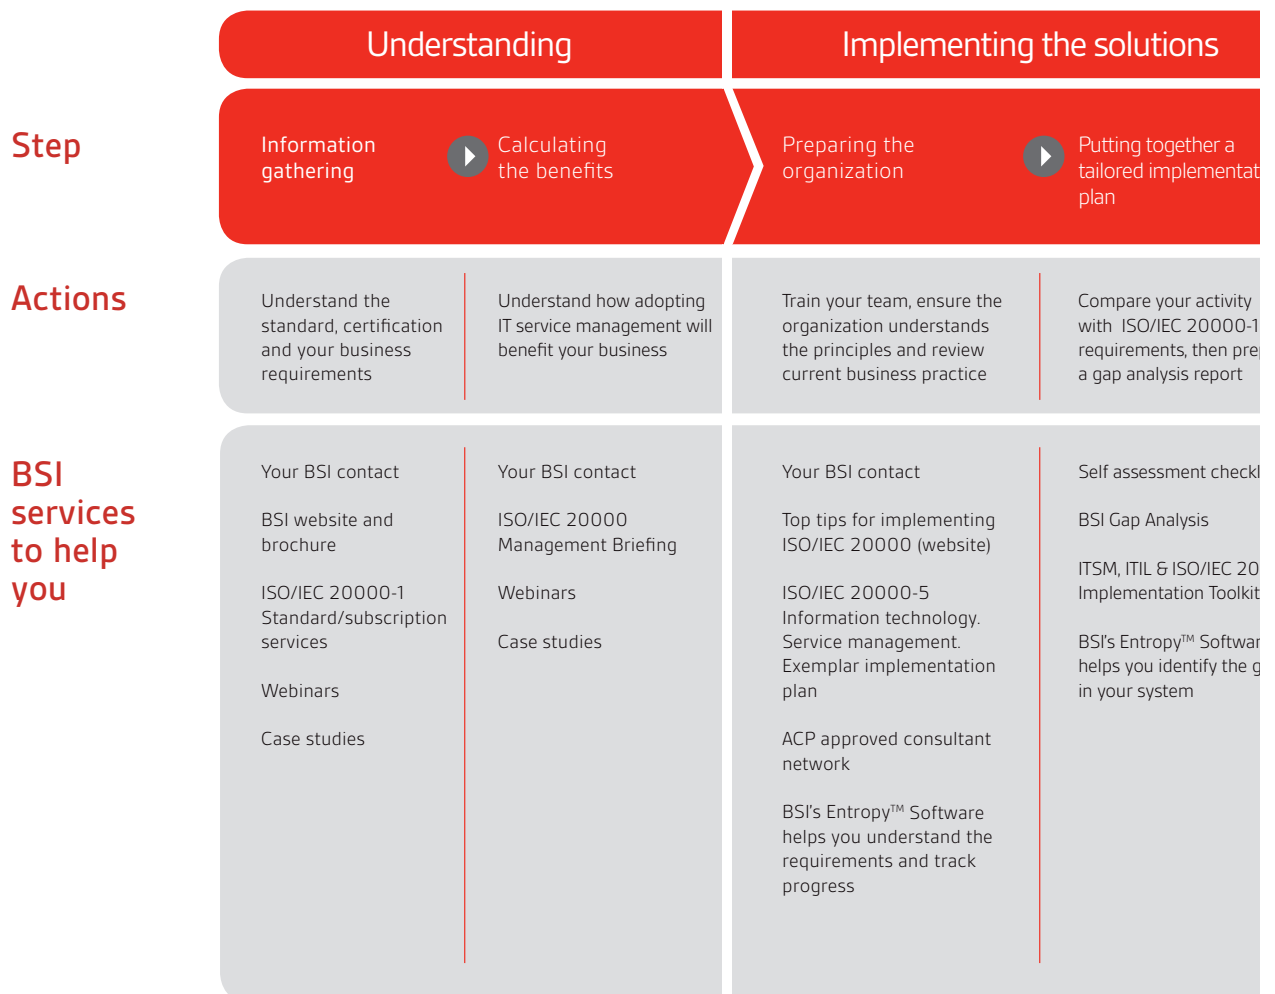 Understanding
Implementing the solutions
Step
Information
gathering
Calculating
the benefits
Preparing the
organization
Putting together a
tailored
plan
Actions
Understand the
standard, certification
and your business
requirements
Understand how adopting
IT service management will
benefit your business
Train your team, ensure the
organization understands
the principles and review
current business practice
Compare your activity
with ISO/IEC 20000-1
requirements, then
a gap analysis report
BSI
services
to help
you
Your BSI contact
BSI website and
brochure
ISO/IEC 20000-1
Standard/subscription
services
Webinars
Case studies
Your BSI contact
ISO/IEC 20000
Management Briefing
Webinars
Case studies
Your BSI contact
Top tips for implementing
ISO/IEC 20000 (website)
ISO/IEC 20000-5
Information technology.
Service management.
Exemplar implementation
plan
ACP approved consultant
network
BSI's Entropy™ Software
helps you understand the
requirements and track
progress
Self assessment
BSI Gap Analysis
ITSM, ITIL & ISO/IEC
Implementation Toolkit
BSI's Entropy™
helps you identify the
in your system